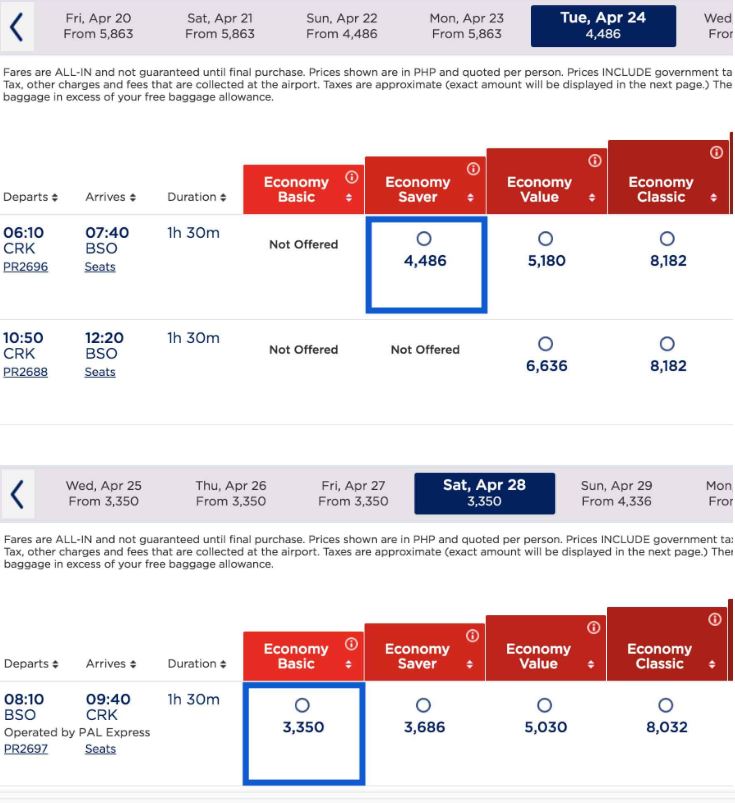 Fri, Apr 20 Sat, Apr 21 Sun, Apr 22 Mon, Apr 23 Tue, Apr 24 Wed
From 5,863 From 5,863 From 4,486 From 5,863 4,486 Fro
Fares are ALL-IN and not guaranteed until final purchase. Prices shown are in PHP and quoted per person. Prices INCLUDE government ta
Tax, other charges and fees that are collected at the airport. Taxes are approximate (exact amount will be displayed in the next page.) The
baggage in excess of your free baggage allowance.
Departs Arrives Duration Economy Basic Economy Saver Economy Value Economy Classic
06:10 07:40 1h 30m
CRK BSO Not Offered
PR2696 Seats 4,486 5,180 8,182
10:50 12:20 1h 30m
CRK BSO Not Offered Not Offered
PR2688 Seats 6,636 8,182
Wed, Apr 25 Thu, Apr 26 Fri, Apr 27 Sat, Apr 28 Sun, Apr 29 Mon
From 3,350 From 3,350 From 3,350 3,350 From 4,336 Fro
Fares are ALL-IN and not guaranteed until final purchase. Prices shown are in PHP and quoted per person. Prices INCLUDE government ta
Tax, other charges and fees that are collected at the airport. Taxes are approximate (exact amount will be displayed in the next page.) Ther
baggage in excess of your free baggage allowance.
Departs Arrives Duration Economy Basic Economy Saver Economy Value Economy Classic
08:10 09:40 1h 30m
BSO CRK
3,350 3,686 5,030 8,032
Operated by PAL Express
PR2697 Seats